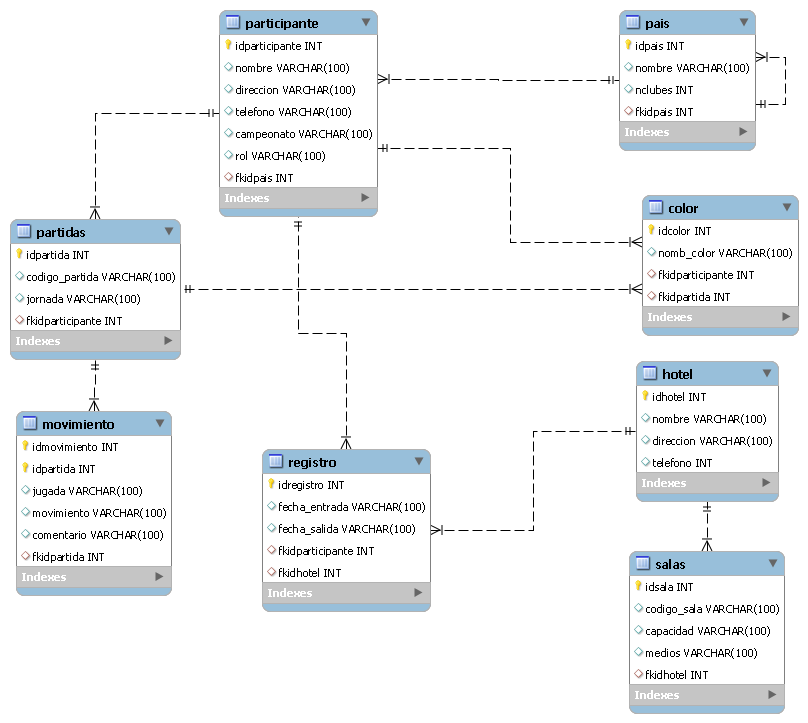 participante
idparticipante INT
nombre VARCHAR(100)
direccion VARCHAR(100)
telefono VARCHAR(100)
campeonato VARCHAR(100)
rol VARCHAR(100)
fkidpais INT
Indexes
pais
idpais INT
nombre VARCHAR(100)
nclubes INT
fkidpais INT
Indexes
partidas
idpartida INT
codigo_partida VARCHAR(100)
jornada VARCHAR(100)
fkidparticipante INT
Indexes
color
idcolor INT
nomb_color VARCHAR(100)
fkidparticipante INT
fkidpartida INT
Indexes
movimiento
idmovimiento INT
idpartida INT
jugada VARCHAR(100)
movimiento VARCHAR(100)
comentario VARCHAR(100)
fkidpartida INT
Indexes
registro
idregistro INT
fecha_entrada VARCHAR(100)
fecha_salida VARCHAR(100)
fkidparticipante INT
fkidhotel INT
Indexes
hotel
idhotel INT
nombre VARCHAR(100)
direccion VARCHAR(100)
telefono INT
Indexes
salas
idsala INT
codigo_sala VARCHAR(100)
capacidad VARCHAR(100)
medios VARCHAR(100)
fkidhotel INT
Indexes